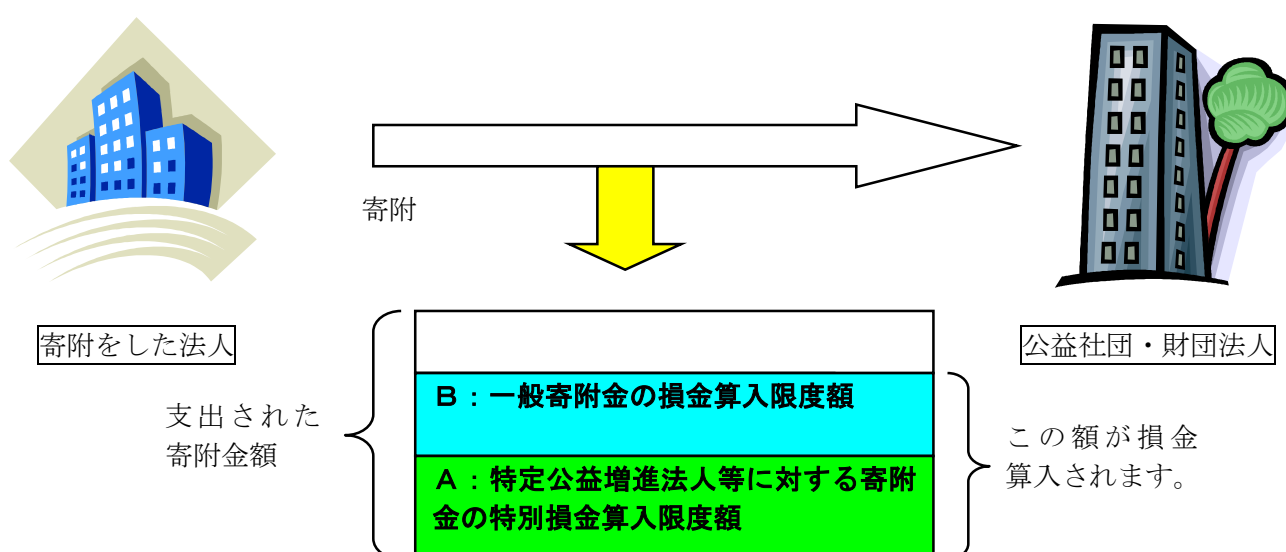 寄附
寄附をした法人
公益社団・財団法人
支出された
寄附金額
B:一般寄附金の損金算入限度額
A:特定公益増進法人等に対する寄附
金の特別損金算入限度額
この額が損金
算入されます。